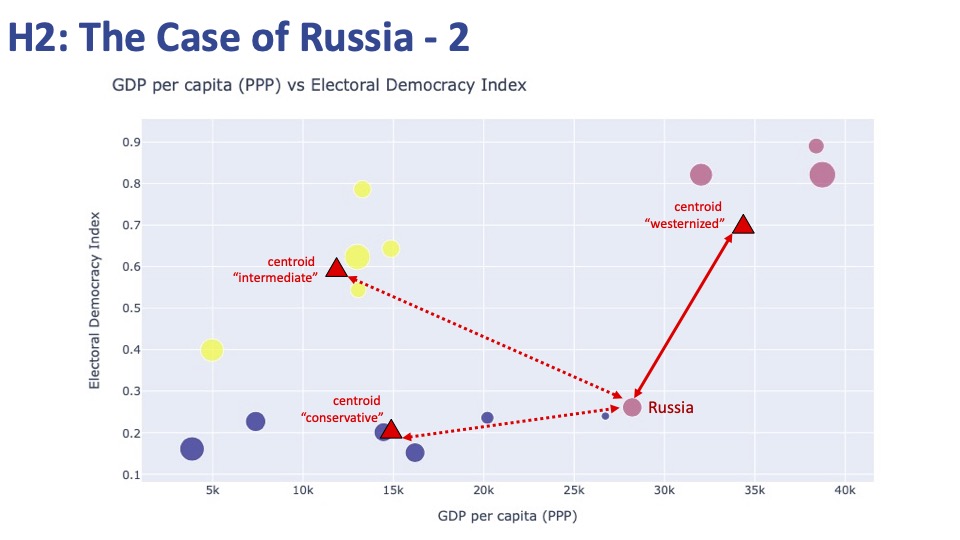 H2: The Case of Russia - 2
GDP per capita (PPP) vs Electoral Democracy Index
Electoral Democracy Index
0.9
0.8
0.7
0.6
0.5
0.4
0.3
0.2
0.1
centroid
“westernized”
centroid
“intermediate”
centroid
“conservative”
Russia
5k 10k 15k 20k 25k 30k 35k 40k
GDP per capita (PPP)